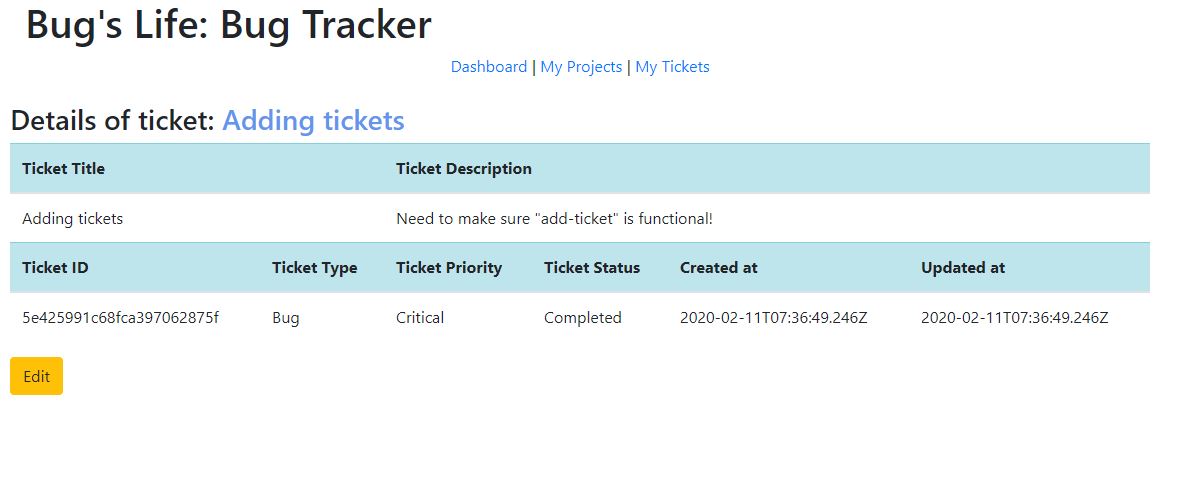 Bug's Life: Bug Tracker
Dashboard | My Projects | My Tickets
Details of ticket: Adding tickets
Ticket Title Ticket Description
Adding tickets Need to make sure "add-ticket" is functional!
Ticket ID Ticket Type Ticket Priority Ticket Status Created at Updated at
5e425991c68fca397062875f Bug Critical Completed 2020-02-11T07:36:49.246Z 2020-02-11T07:36:49.246Z
Edit